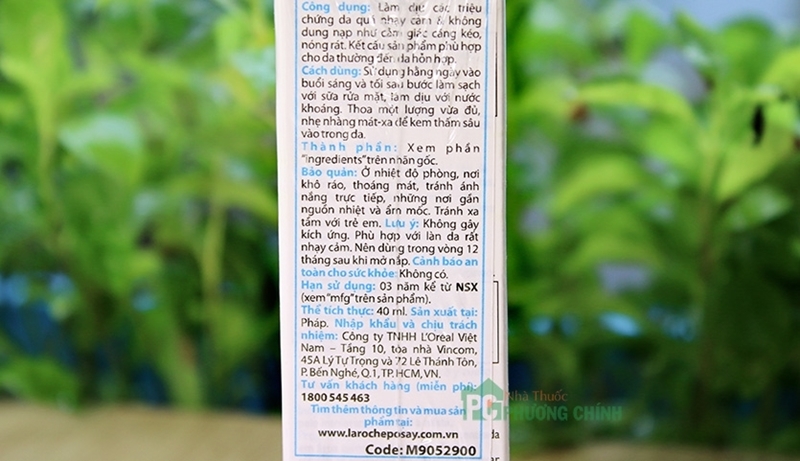 Công dụng: Làm dịu các triệu
chứng da quá nhạy cảm & không
dung nạp như cảm giác căng kéo,
nóng rát. Kết cấu sản phẩm phù hợp
cho da thường đến da hỗn hợp.
Cách dùng: Sử dụng hằng ngày vào
buổi sáng và tối sau bước làm sạch
với sữa rửa mặt, làm dịu với nước
khoáng. Thoa một lượng vừa đủ,
nhẹ nhàng mát-xa để kem thấm sâu
vào trong da.
Thành phần: Xem phần
"ingredients" trên nhãn gốc.
Bảo quản: Ở nhiệt độ phòng, nơi
khô ráo, thoáng mát, tránh ánh
nắng trực tiếp, những nơi gần
nguồn nhiệt và ẩm mốc. Tránh xa
tầm với trẻ em. Lưu ý: Không gây
kích ứng. Phù hợp với làn da rất
nhạy cảm. Nên dùng trong vòng 12
tháng sau khi mở nắp. Cảnh báo an
toàn cho sức khỏe: Không có.
Hạn sử dụng: 03 năm kể từ NSX
(xem "mfg" trên sản phẩm).
Thể tích thực: 40 ml. Sản xuất tại:
Pháp. Nhập khẩu và chịu trách
nhiệm: Công ty TNHH L'Oreal Việt
Nam – Tầng 10, tòa nhà Vincom,
45A Lý Tự Trọng và 72 Lê Thánh Tôn,
P. Bến Nghé, Q.1, TP. HCM, VN.
Tư vấn khách hàng (miễn phí):
1800 545 463
Tìm thêm thông tin và mua sản
phẩm tại:
www.larocheposay.com.vn
Code: M9052900
PC Nhà Thuốc
PHƯƠNG CHÍNH